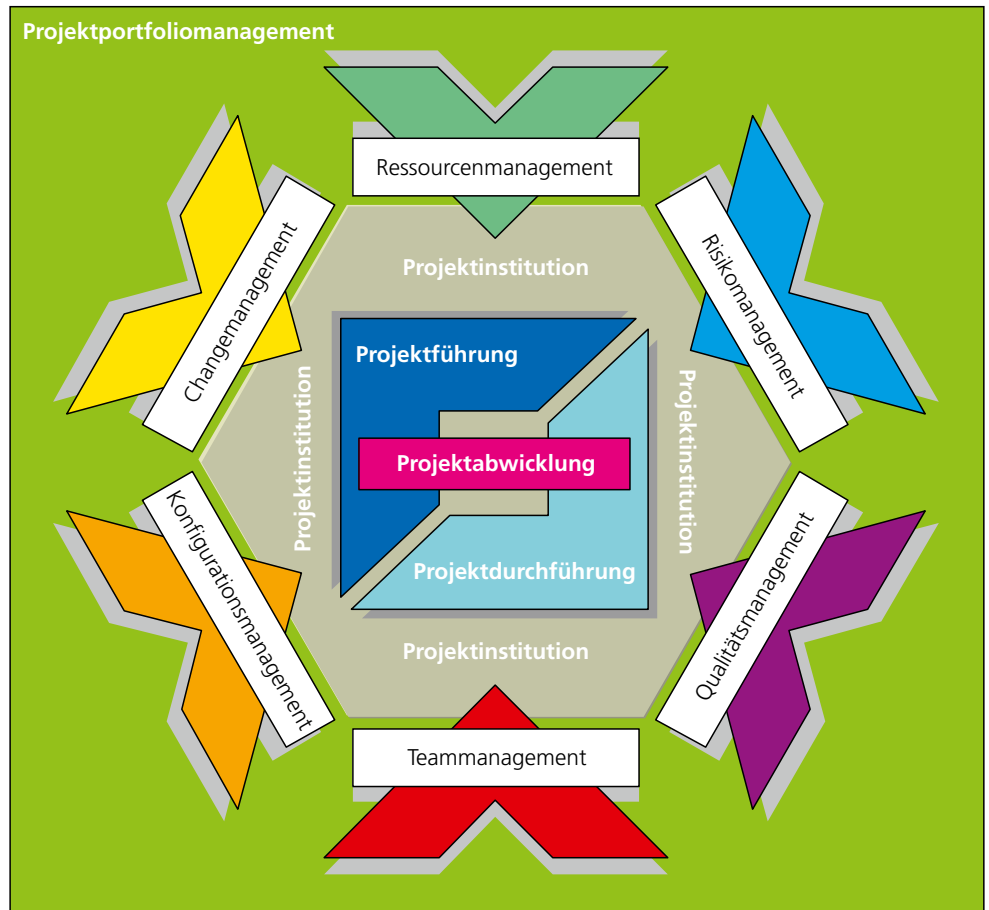 Projektportfoliomanagement
Ressourcenmanagement
Changemanagement
Risikomanagement
Projektinstitution
Projektführung
Projektinstitution
Projektinstitution
Projektabwicklung
Projektdurchführung
Konfigurationsmanagement
Qualitätsmanagement
Projektinstitution
Teammanagement